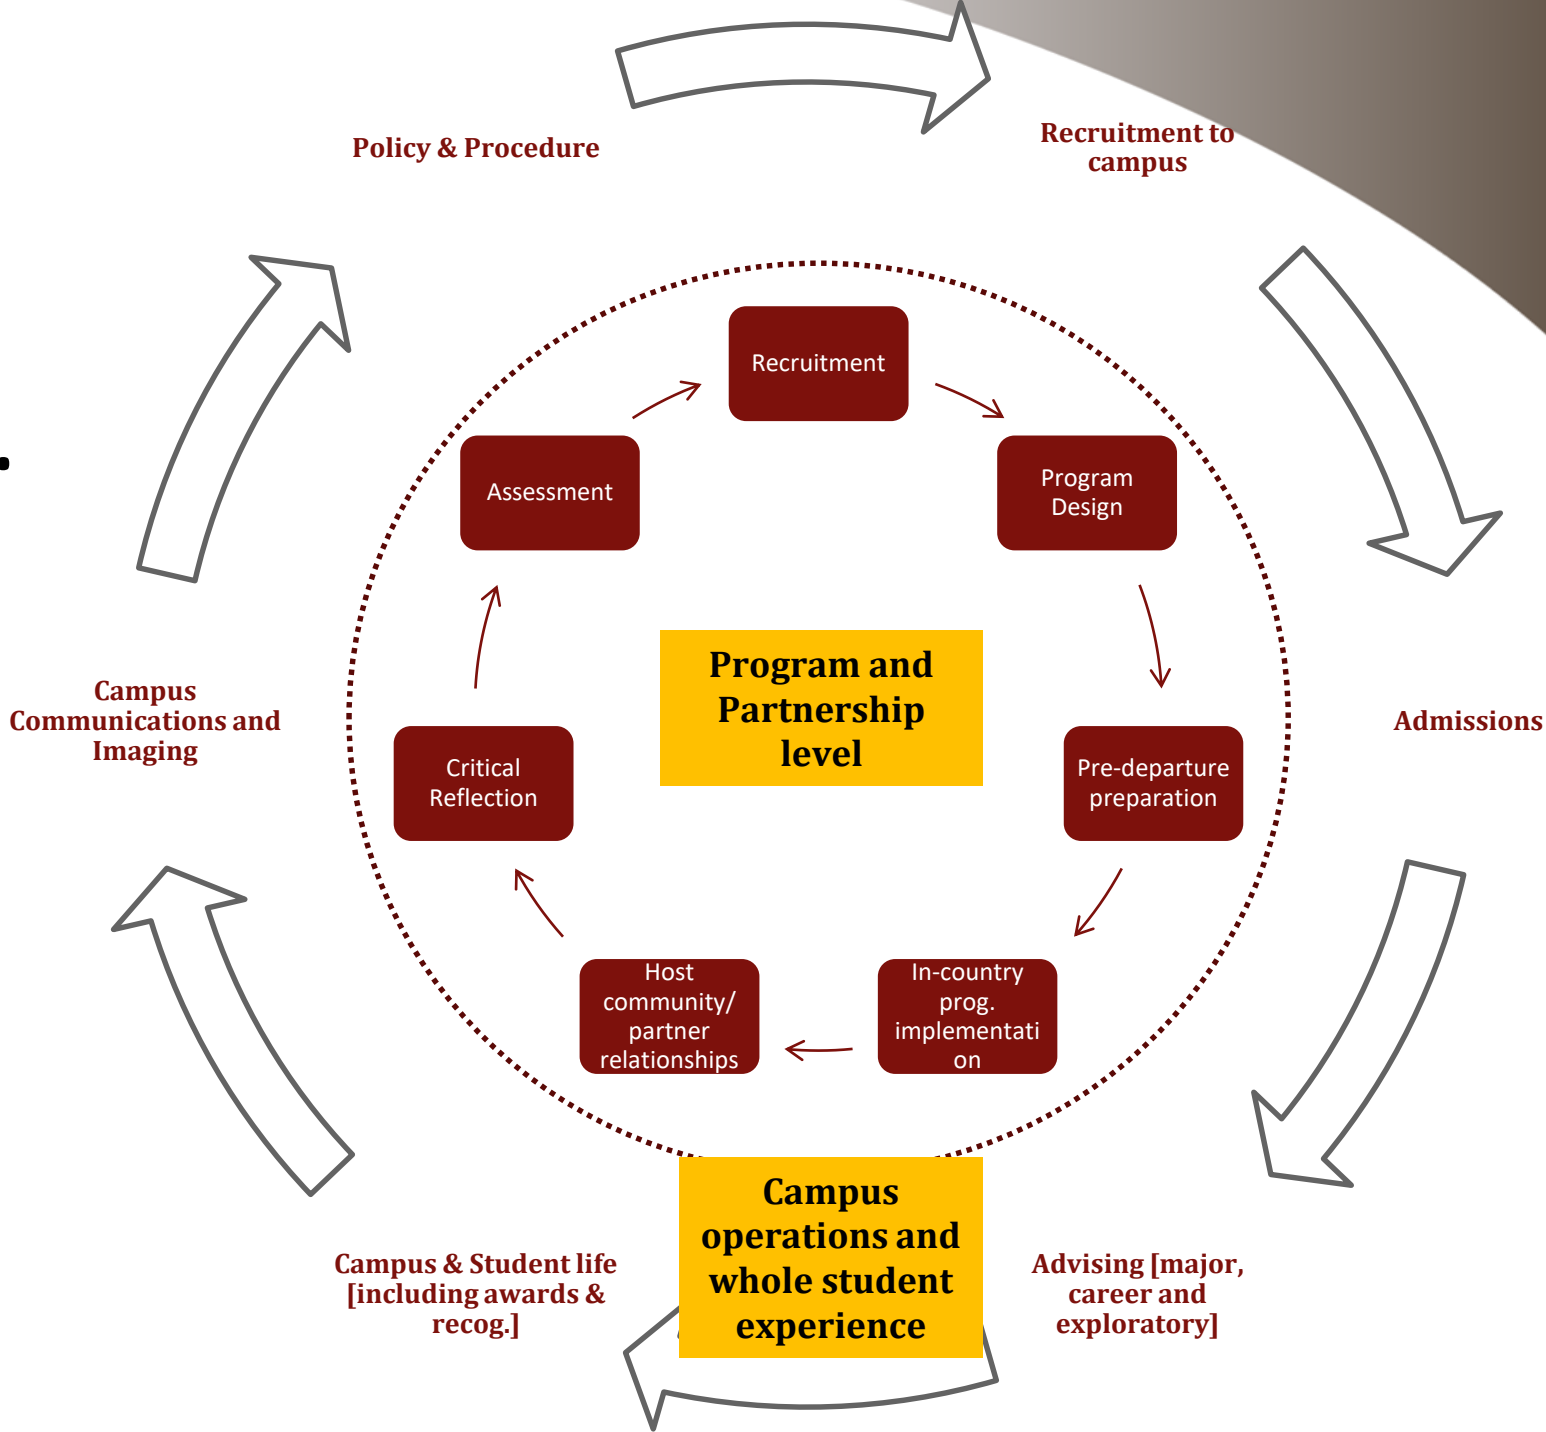 Policy & Procedure
Recruitment to
campus
Recruitment
Assessment
Program
Design
Program and
Partnership
level
Campus
Communications and
Imaging
Admissions
Critical
Reflection
Pre-departure
preparation
Host
community/
partner
relationships
In-country
prog.
implementati
on
Campus
operations and
whole student
experience
Campus & Student life
[including awards &
recog.]
Advising [major,
career and
exploratory]